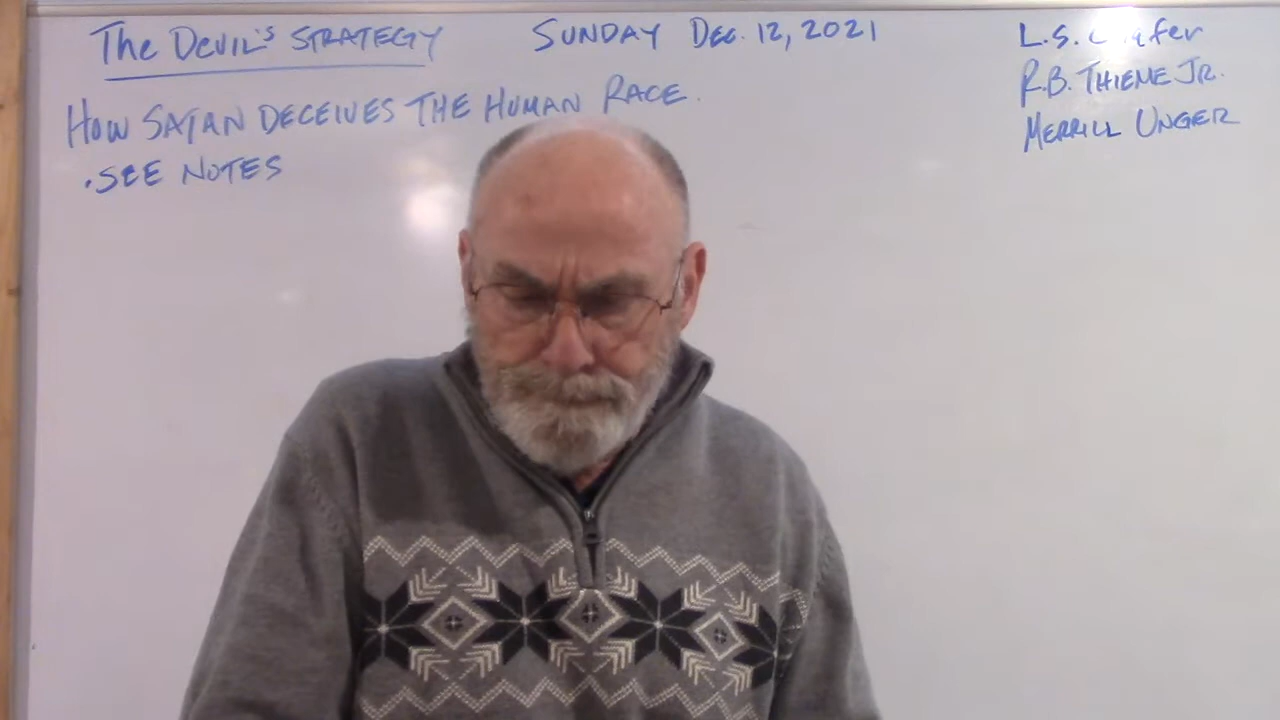 The Devil's Strategy Sunday Dec. 12, 2021
How Satan Deceives The Human Race.
• See Notes
L.S.
R.B. Thieme Jr.
Merrill Unger